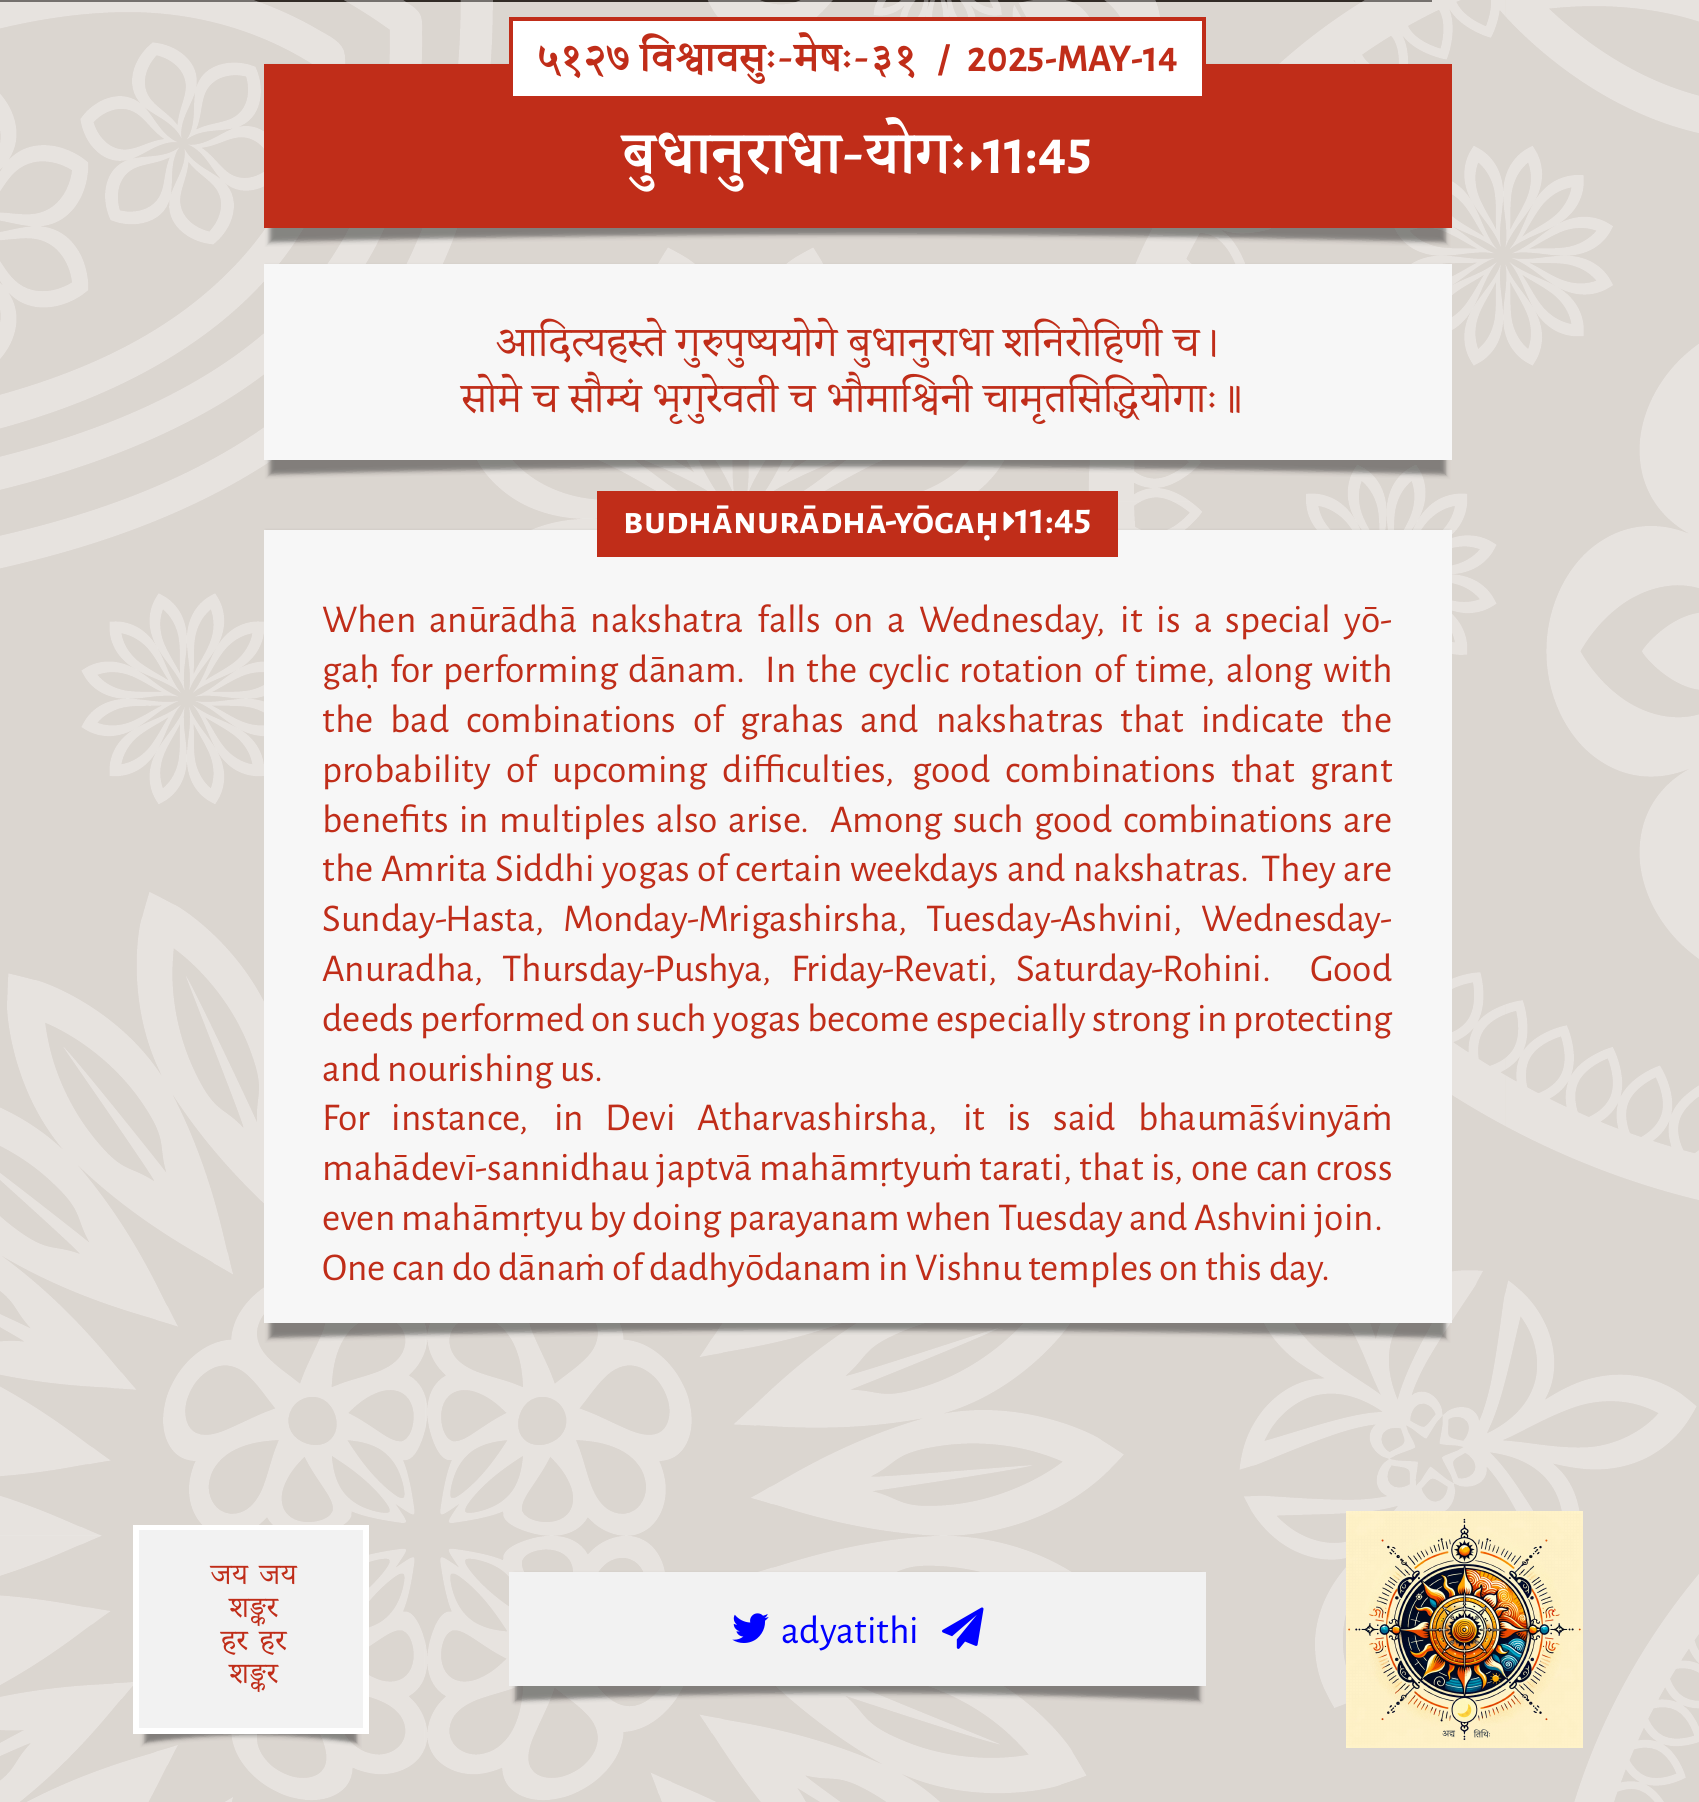 ५१२७ विश्वावसुः-मेषः-३१ / 2025-MAY-14
बुधानुराधा-योगः▸11:45
आदित्यहस्ते गुरुपुष्ययोगे बुधानुराधा शनिरोहिणी च।
सोमे च सौम्यं भृगुरेवती च भौमाश्विनी चामृतसिद्धियोगाः॥
BUDHĀNURĀDHĀ-YŌGAḤ▸11:45
When anūrādhā nakshatra falls on a Wednesday, it is a special yō-
gaḥ for performing dānam. In the cyclic rotation of time, along with
the bad combinations of grahas and nakshatras that indicate the
probability of upcoming difficulties, good combinations that grant
benefits in multiples also arise. Among such good combinations are
the Amrita Siddhi yogas of certain weekdays and nakshatras. They are
Sunday-Hasta, Monday-Mrigashirsha, Tuesday-Ashvini, Wednesday-
Anuradha, Thursday-Pushya, Friday-Revati, Saturday-Rohini. Good
deeds performed on such yogas become especially strong in protecting
and nourishing us.
For instance, in Devi Atharvashirsha, it is said bhaumāśvinyāṁ
mahādevī-sannidhau japtvā mahāmṛtyuṁ tarati, that is, one can cross
even mahāmṛtyu by doing parayanam when Tuesday and Ashvini join.
One can do dānaṁ of dadhyōdanam in Vishnu temples on this day.
जय जय
शङ्कर
हर हर
शङ्कर
adyatithi
अद्य तिथिः